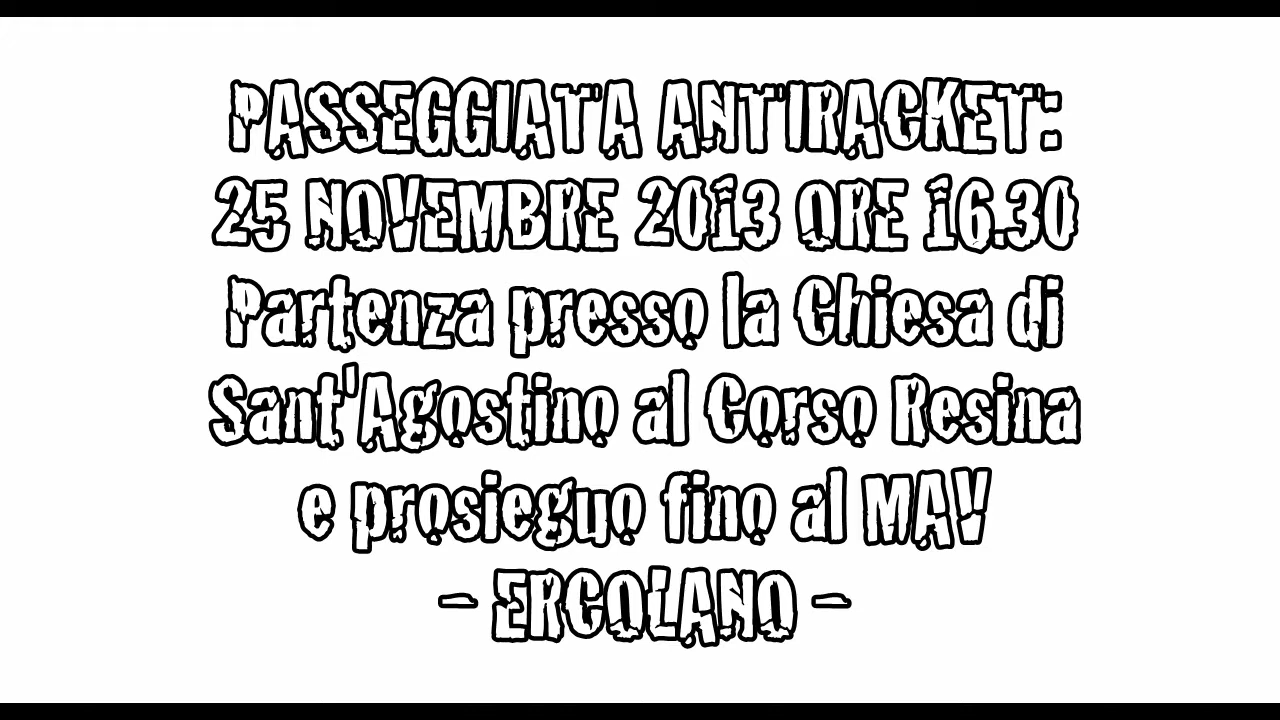 PASSEGGIATA ANTIRACKET:
25 NOVEMBRE 2013 ORE 16.30
Partenza presso la Chiesa di
Sant'Agostino al Corso Resina
e prosieguo fino al MAV
- ERCOLANO -